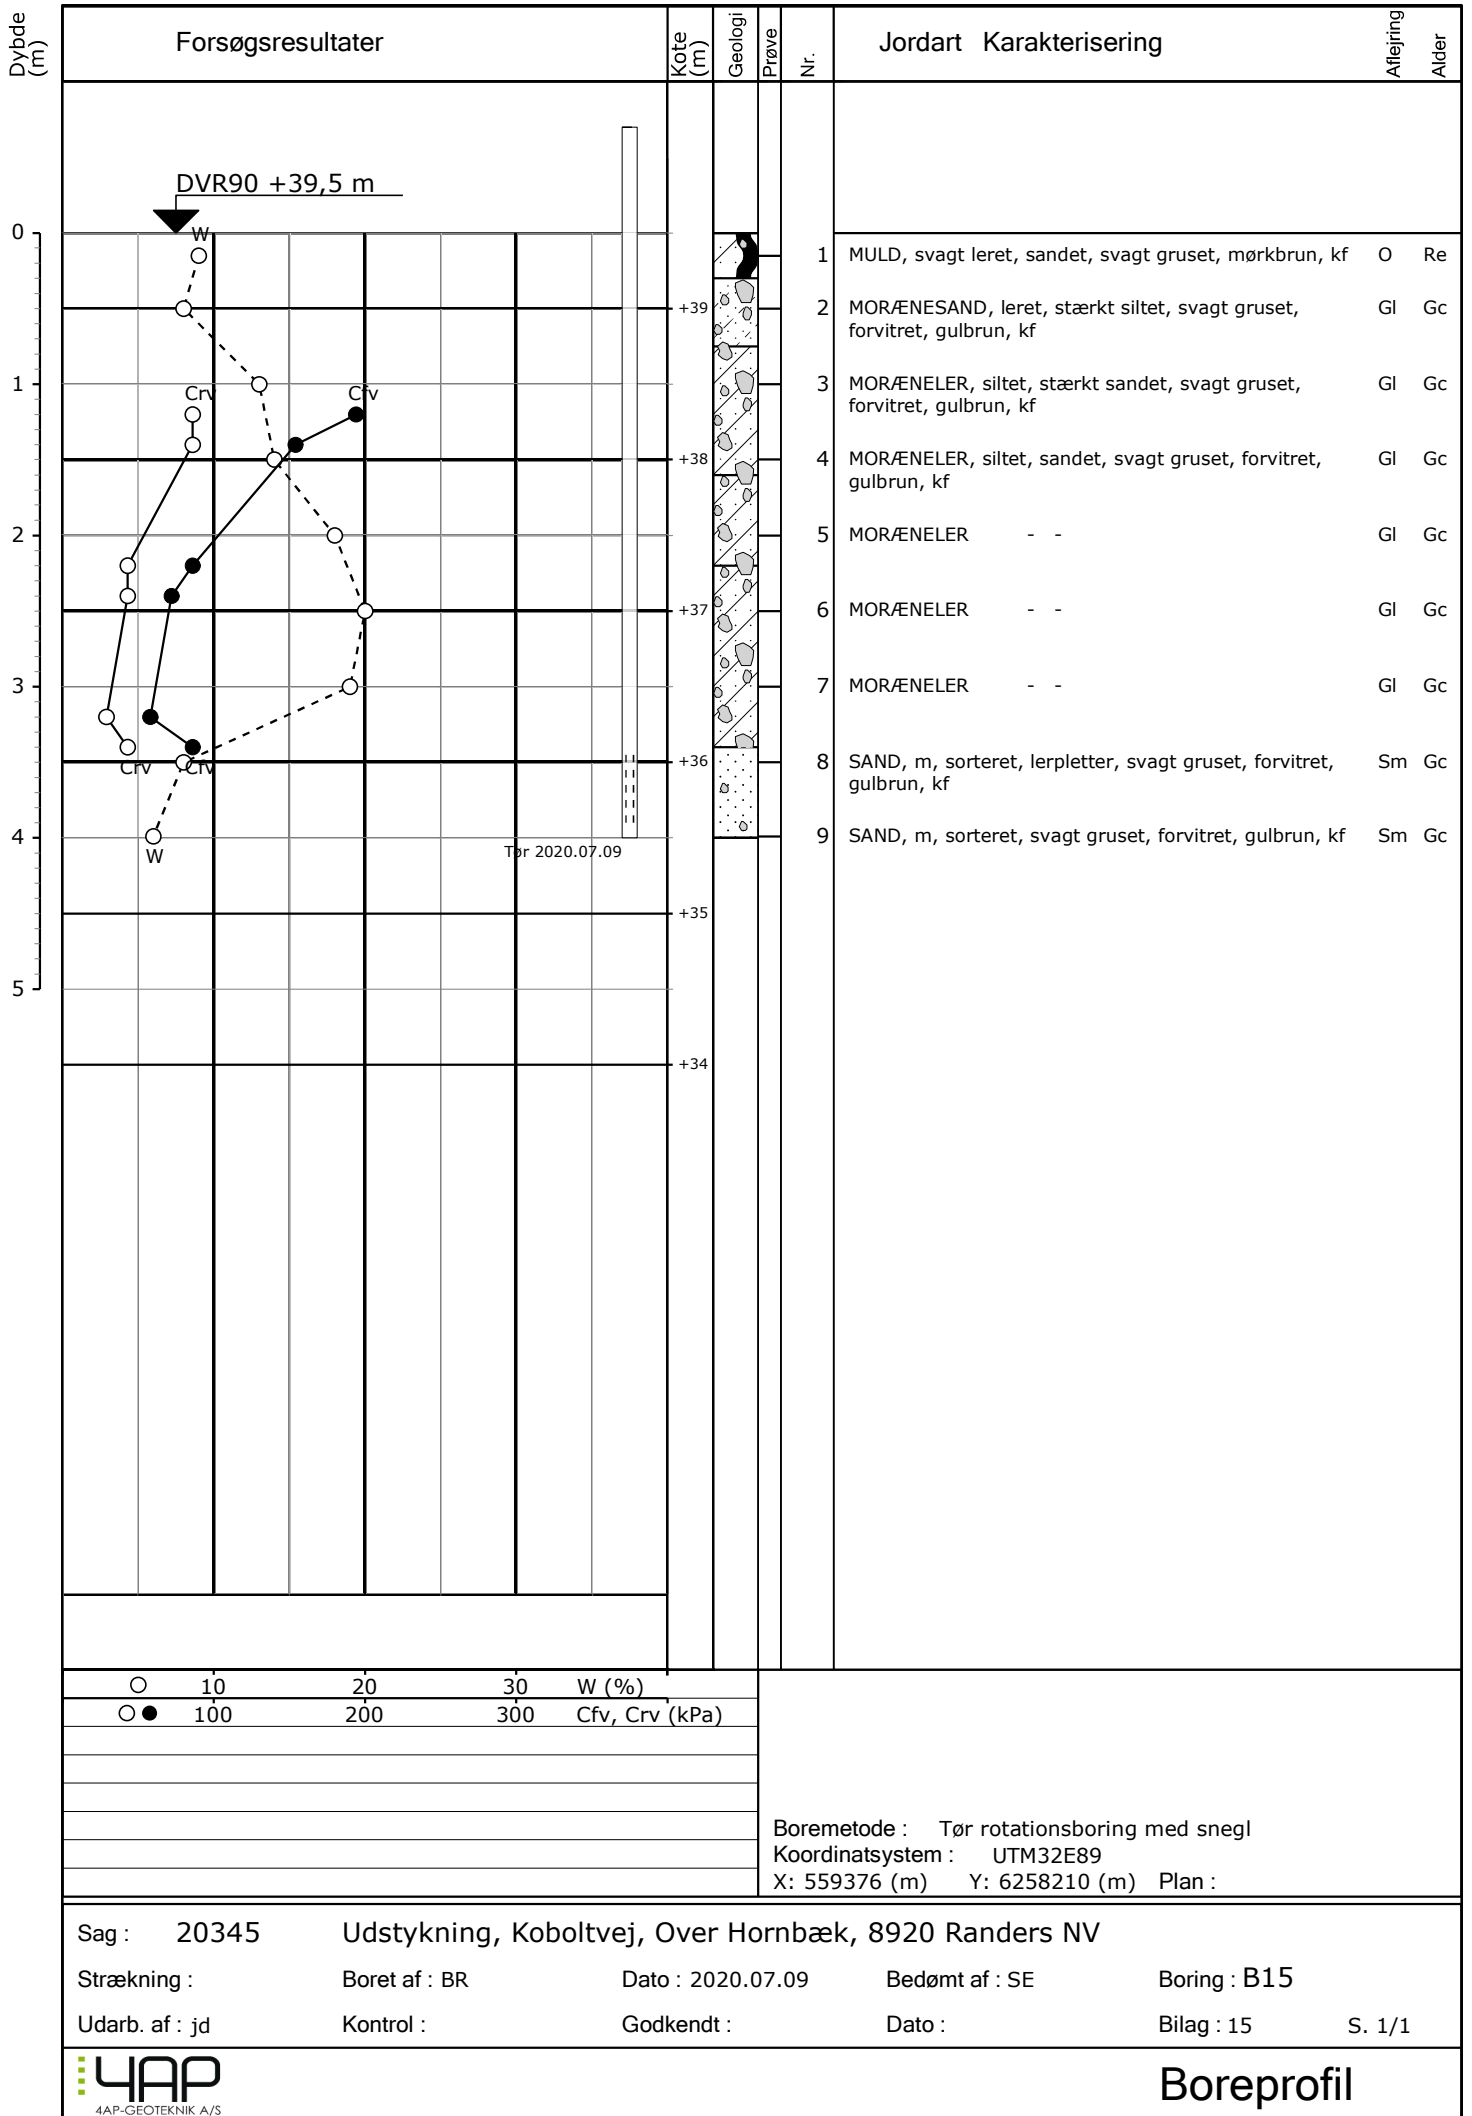 Dybde (m)
Forsøgsresultater
Kote (m)
Geologi
Prøve
Nr.
Jordart Karakterisering
Aflejring
Alder
DVR90 +39,5 m
0
W
1 MULD, svagt leret, sandet, svagt gruset, mørkbrun, kf O Re
+39
2 MORÆNESAND, leret, stærkt siltet, svagt gruset, Gl Gc
forvitret, gulbrun, kf
1
Crv
Cfv
3 MORÆNELER, siltet, stærkt sandet, svagt gruset, Gl Gc
forvitret, gulbrun, kf
+38
4 MORÆNELER, siltet, sandet, svagt gruset, forvitret, Gl Gc
gulbrun, kf
2
5 MORÆNELER - - Gl Gc
+37
6 MORÆNELER - - Gl Gc
3
7 MORÆNELER - - Gl Gc
Crv
Cfv
+36
8 SAND, m, sorteret, lerpletter, svagt gruset, forvitret, Sm Gc
gulbrun, kf
4
W
Tør 2020.07.09
9 SAND, m, sorteret, svagt gruset, forvitret, gulbrun, kf Sm Gc
+35
5
+34
10 20 30 W (%)
100 200 300 Cfv, Crv (kPa)
Boremetode : Tør rotationsboring med snegl
Koordinatsystem : UTM32E89
X: 559376 (m) Y: 6258210 (m) Plan :
Sag : 20345 Udstykning, Koboltvej, Over Hornbæk, 8920 Randers NV
Strækning : Boret af : BR Dato : 2020.07.09 Bedømt af : SE Boring : B15
Udarb. af : jd Kontrol : Godkendt : Dato : Bilag : 15 S. 1/1
4AP
4AP-GEOTEKNIK A/S
Boreprofil